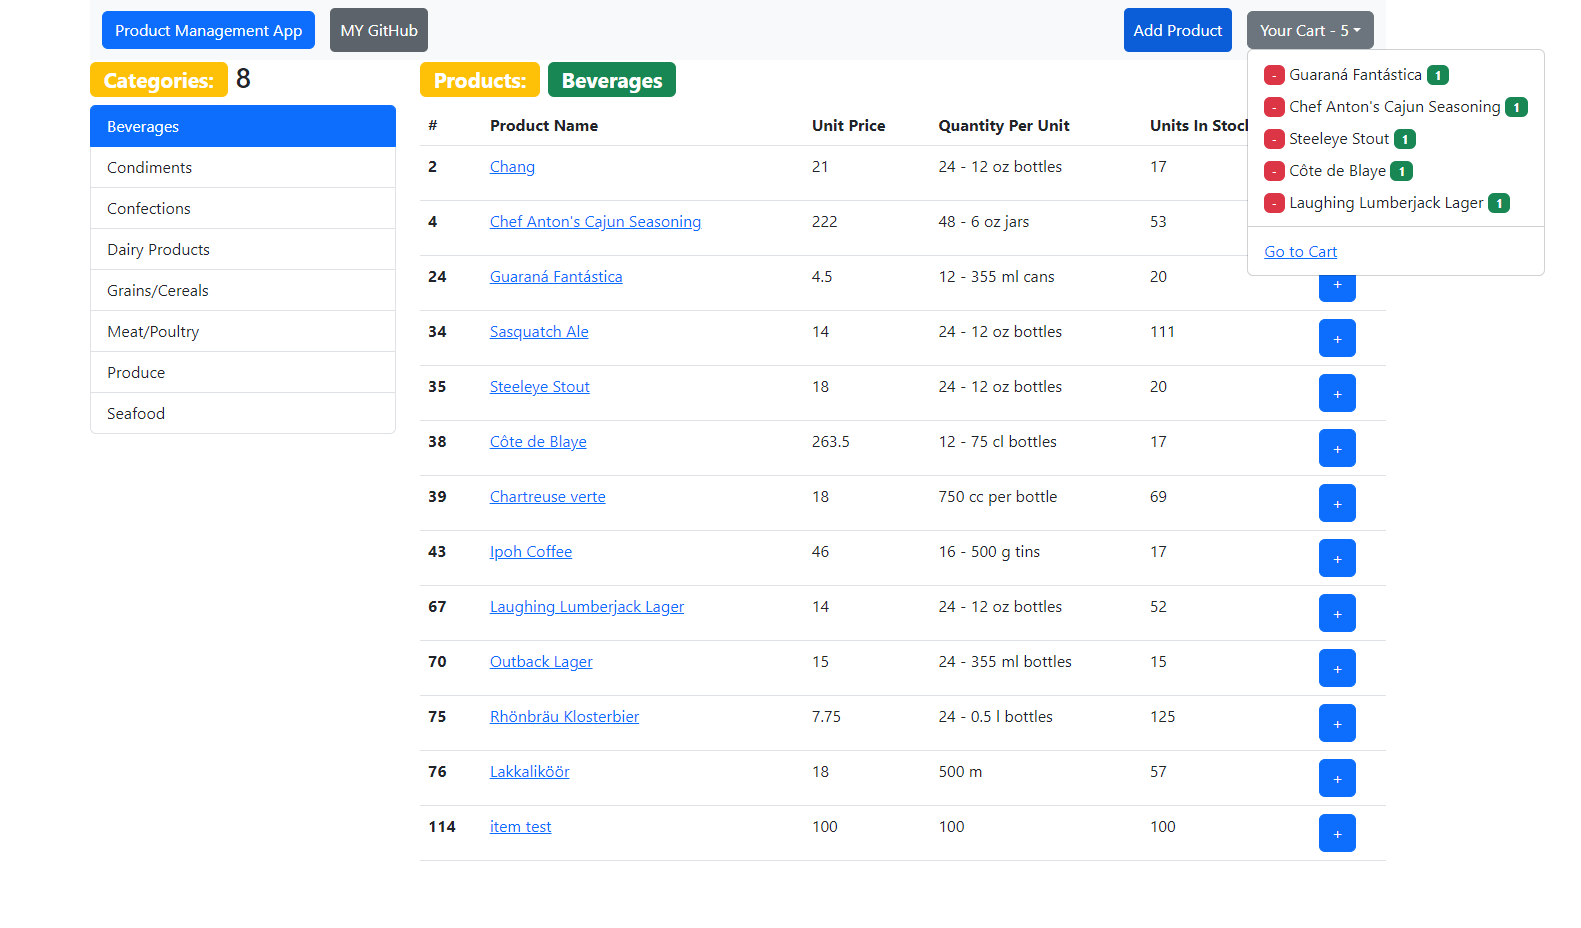 Product Management App MY GitHub Add Product Your Cart - 5
Categories: 8
Beverages
Condiments
Confections
Dairy Products
Grains/Cereals
Meat/Poultry
Produce
Seafood
Products: Beverages
# Product Name Unit Price Quantity Per Unit Units In Stock
2 Chang 21 24 - 12 oz bottles 17
4 Chef Anton's Cajun Seasoning 222 48 - 6 oz jars 53
24 Guaraná Fantástica 4.5 12 - 355 ml cans 20 +
34 Sasquatch Ale 14 24 - 12 oz bottles 111 +
35 Steeleye Stout 18 24 - 12 oz bottles 20 +
38 Côte de Blaye 263.5 12 - 75 cl bottles 17 +
39 Chartreuse verte 18 750 cc per bottle 69 +
43 Ipoh Coffee 46 16 - 500 g tins 17 +
67 Laughing Lumberjack Lager 14 24 - 12 oz bottles 52 +
70 Outback Lager 15 24 - 355 ml bottles 15 +
75 Rhönbräu Klosterbier 7.75 24 - 0.5 l bottles 125 +
76 Lakkalikööri 18 500 m 57 +
114 item test 100 100 100 +
- Guaraná Fantástica 1
- Chef Anton's Cajun Seasoning 1
- Steeleye Stout 1
- Côte de Blaye 1
- Laughing Lumberjack Lager 1
Go to Cart